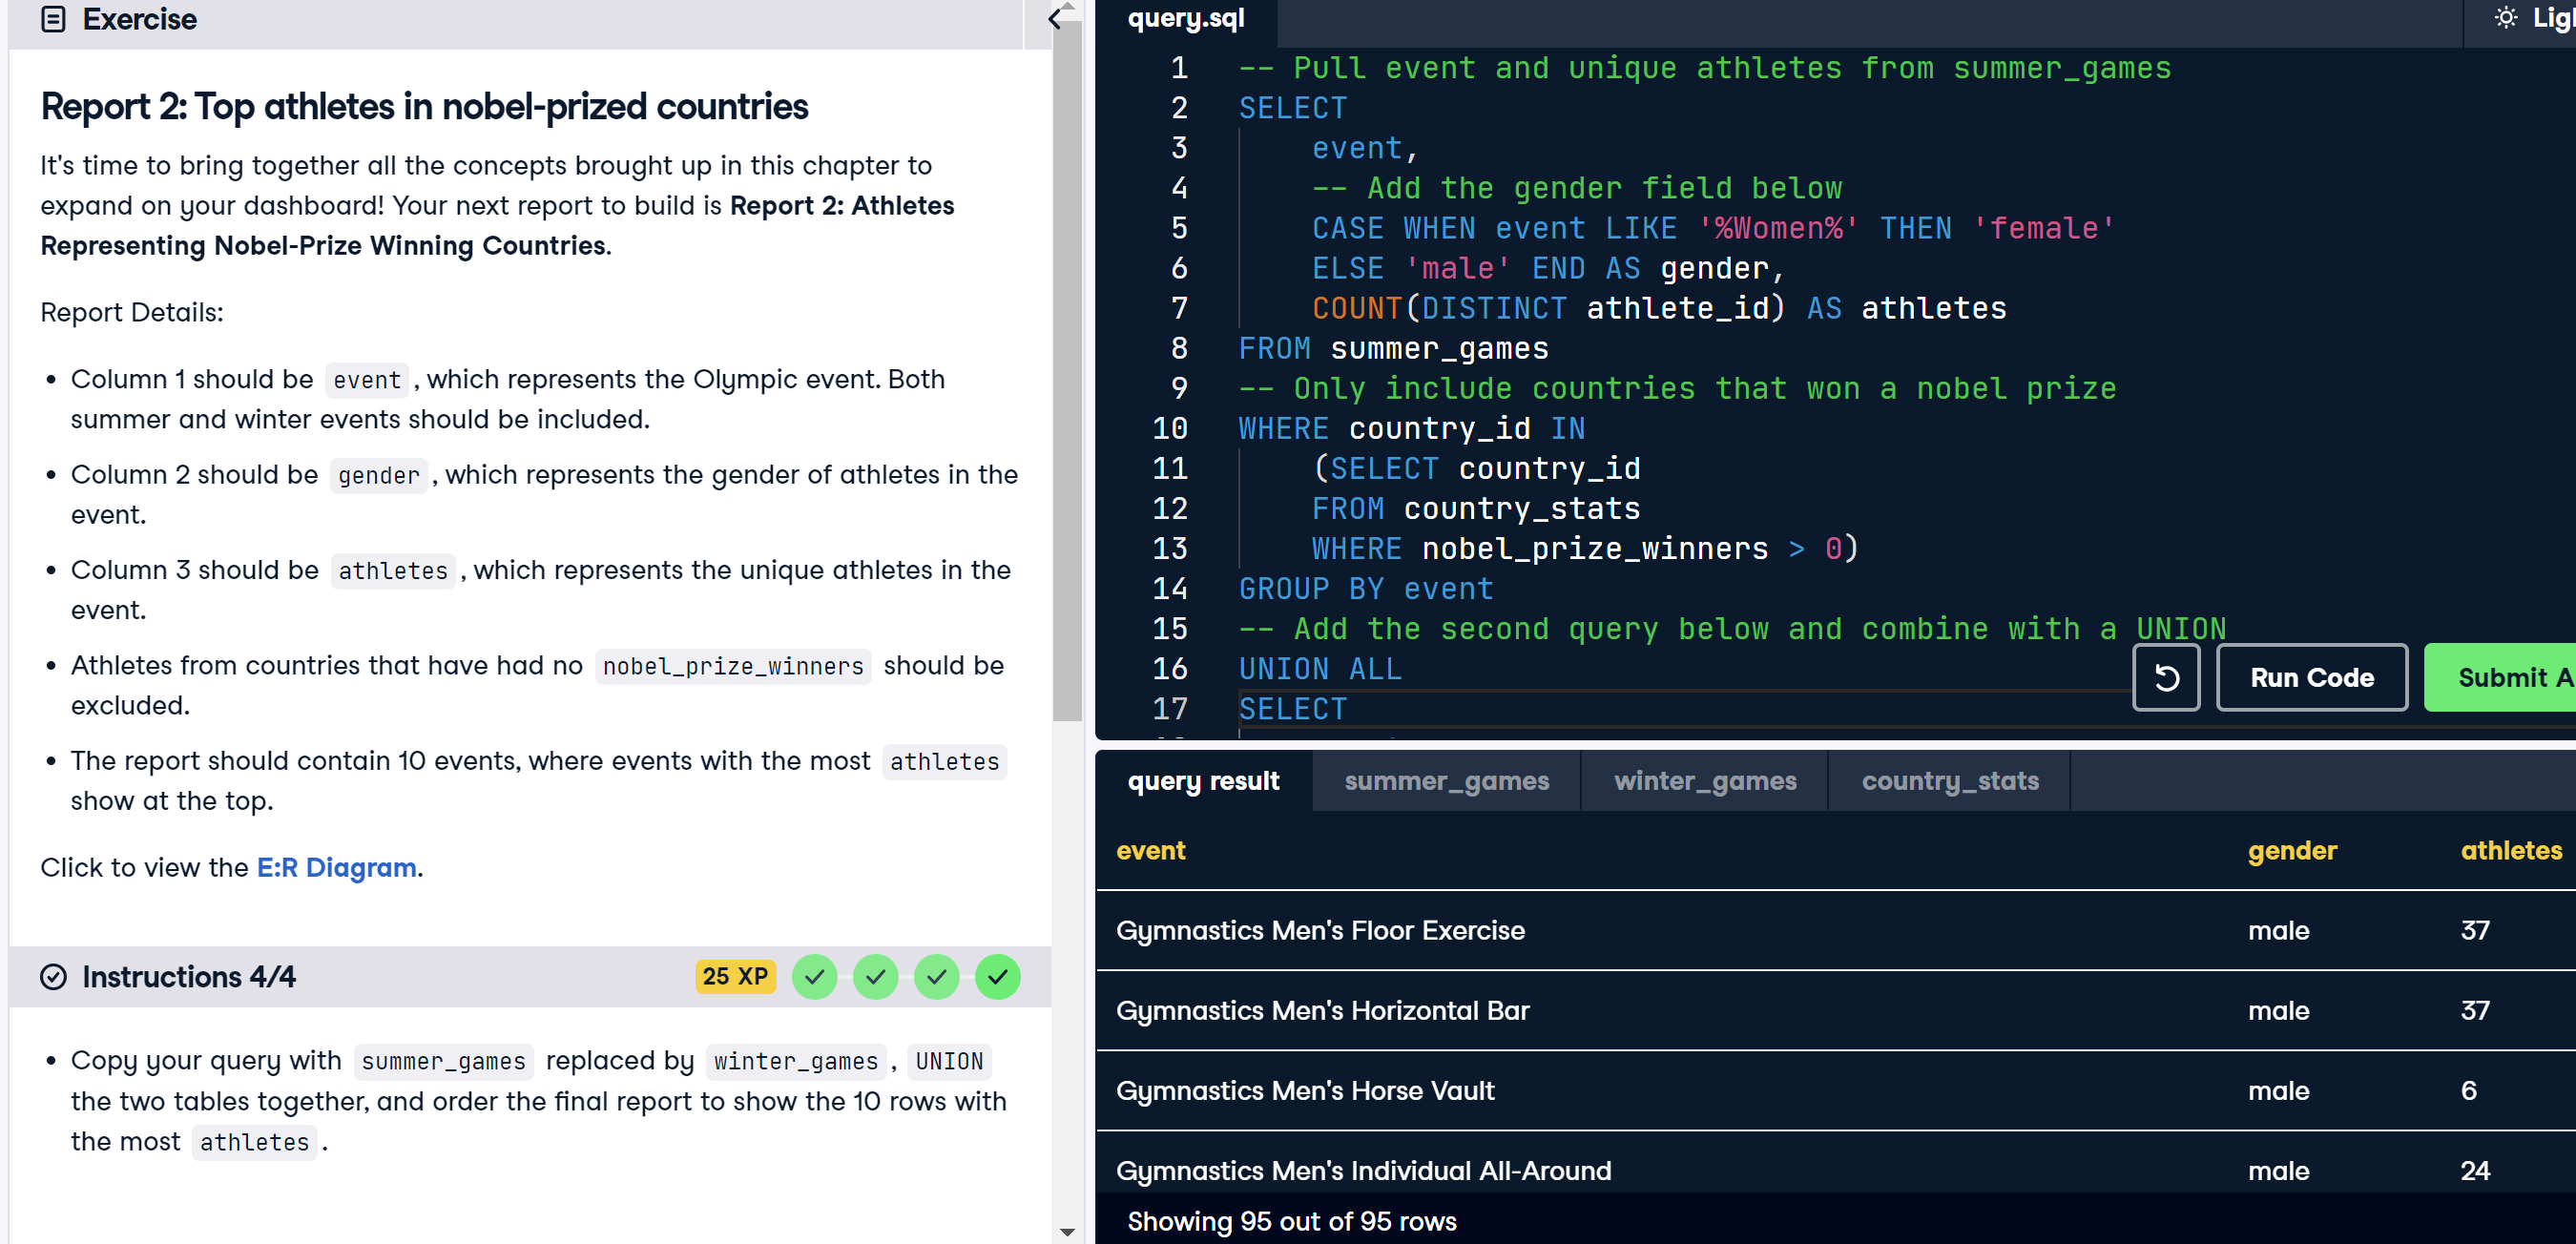 Exercise
Report 2: Top athletes in nobel-prized countries
It's time to bring together all the concepts brought up in this chapter to
expand on your dashboard! Your next report to build is Report 2: Athletes
Representing Nobel-Prize Winning Countries.
Report Details:
• Column 1 should be event, which represents the Olympic event. Both
summer and winter events should be included.
• Column 2 should be gender, which represents the gender of athletes in the
event.
• Column 3 should be athletes, which represents the unique athletes in the
event.
• Athletes from countries that have had no nobel_prize_winners should be
excluded.
• The report should contain 10 events, where events with the most athletes
show at the top.
Click to view the E:R Diagram.
Instructions 4/4
25 XP
• Copy your query with summer_games replaced by winter_games, UNION
the two tables together, and order the final report to show the 10 rows with
the most athletes.
query.sql
1 -- Pull event and unique athletes from summer_games
2 SELECT
3 event,
4 -- Add the gender field below
5 CASE WHEN event LIKE '%Women%' THEN 'female'
6 ELSE 'male' END AS gender,
7 COUNT(DISTINCT athlete_id) AS athletes
8 FROM summer_games
9 -- Only include countries that won a nobel prize
10 WHERE country_id IN
11 (SELECT country_id
12 FROM country_stats
13 WHERE nobel_prize_winners > 0)
14 GROUP BY event
15 -- Add the second query below and combine with a UNION
16 UNION ALL
17 SELECT
Run Code
Submit A
query result summer_games winter_games country_stats
event gender athletes
Gymnastics Men's Floor Exercise male 37
Gymnastics Men's Horizontal Bar male 37
Gymnastics Men's Horse Vault male 6
Gymnastics Men's Individual All-Around male 24
Showing 95 out of 95 rows